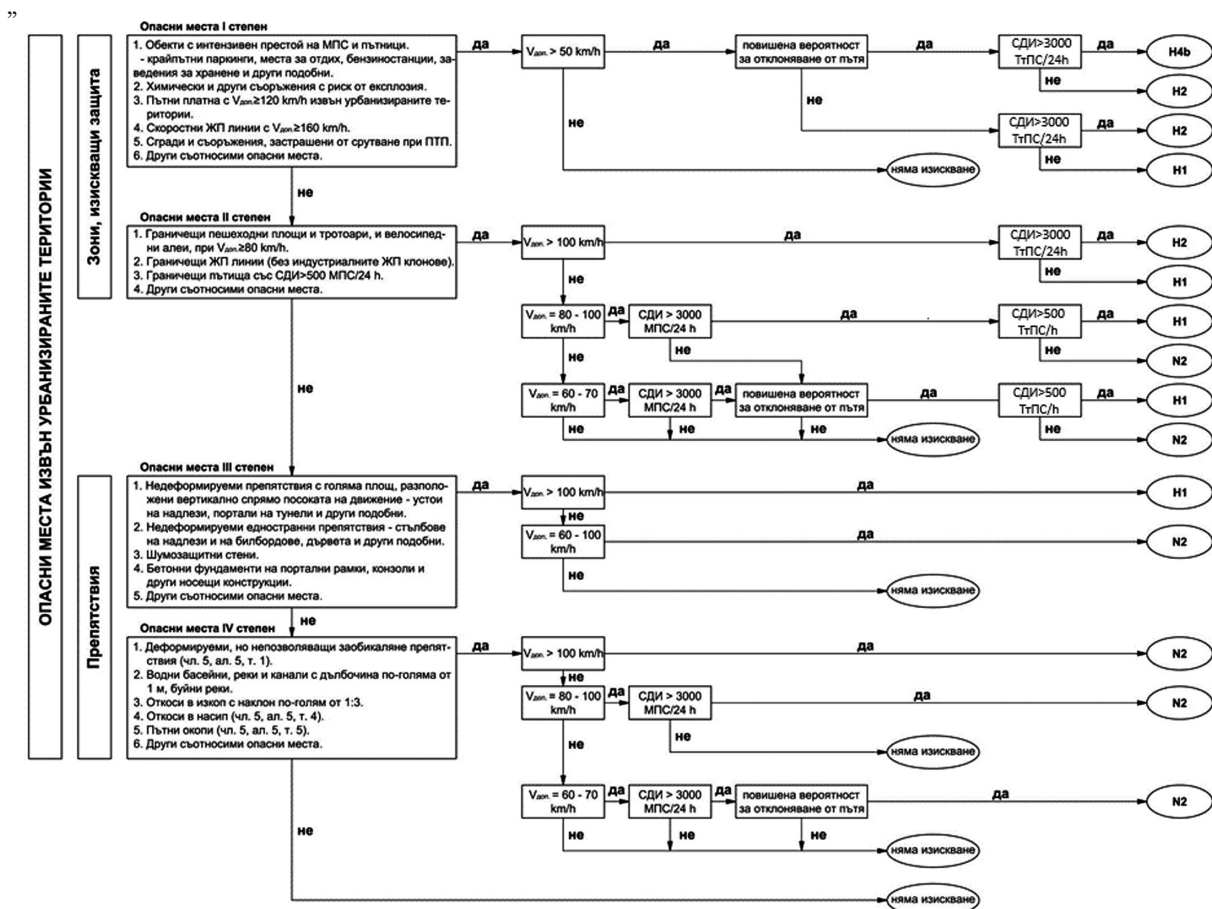 ”
ОПАСНИ МЕСТА ИЗВЪН УРБАНИЗИРАНИТЕ ТЕРИТОРИИ
Зони, изискващи защита
Опасни места I степен
1. Обекти с интензивен престой на МПС и пътници.
- крайпътни паркинги, места за отдих, бензиностанции, за-
ведения за хранене и други подобни.
2. Химически и други съоръжения с риск от експлозия.
3. Пътни платна с Vдоп.≥120 km/h извън урбанизираните те-
ритории.
4. Скоростни ЖП линии с Vдоп.≥160 km/h.
5. Сгради и съоръжения, застрашени от срутване при ПТП.
6. Други съотносими опасни места.
да
Vдоп. > 50 km/h
да
повишена вероятност
за отклоняване от пътя
да
СДИ>3000
ТтПС/24h
да
H4b
не
H2
не
СДИ>3000
ТтПС/24h
да
H2
не
H1
не
няма изискване
не
Опасни места II степен
1. Граничещи пешеходни площи и тротоари, и велосипед-
ни алеи, при Vдоп.≥80 km/h.
2. Граничещи ЖП линии (без индустриалните ЖП клонове).
3. Граничещи пътища със СДИ>500 МПС/24 h.
4. Други съотносими опасни места.
да
Vдоп. > 100 km/h
да
СДИ>3000
ТтПС/24h
да
H2
не
H1
не
Vдоп. = 80 - 100
km/h
да
СДИ > 3000
МПС/24 h
да
СДИ>500
ТтПС/h
да
H1
не
N2
не
не
Vдоп. = 60 - 70
km/h
да
СДИ > 3000
МПС/24 h
да
повишена вероятност
за отклоняване от пътя
да
СДИ>500
ТтПС/h
да
H1
не
N2
не
не
не
няма изискване
не
Препятствия
Опасни места III степен
1. Недеформируеми препятствия с голяма площ, разполо-
жени вертикално спрямо посоката на движение - устои
на надлези, портали на тунели и други подобни.
2. Недеформируеми едностранни препятствия - стълбове
на надлези и на билбордове, дървета и други подобни.
3. Шумозащитни стени.
4. Бетонни фундаменти на портални рамки, конзоли и
други носещи конструкции.
5. Други съотносими опасни места.
да
Vдоп. > 100 km/h
да
H1
не
Vдоп. = 60 - 100
km/h
да
N2
не
няма изискване
не
Опасни места IV степен
1. Деформируеми, но непозволяващи заобикаляне препят-
ствия (чл. 5, ал. 5, т. 1).
2. Водни басейни, реки и канали с дълбочина по-голяма от
1 м, буйни реки.
3. Откоси в изкоп с наклон по-голям от 1:3.
4. Откоси в насип (чл. 5, ал. 5, т. 4).
5. Пътни окопи (чл. 5, ал. 5, т. 5).
6. Други съотносими опасни места.
да
Vдоп. > 100 km/h
да
N2
не
Vдоп. = 80 - 100
km/h
да
СДИ > 3000
МПС/24 h
да
N2
не
няма изискване
не
Vдоп. = 60 - 70
km/h
да
СДИ > 3000
МПС/24 h
да
повишена вероятност
за отклоняване от пътя
да
N2
не
не
не
няма изискване
не
няма изискване